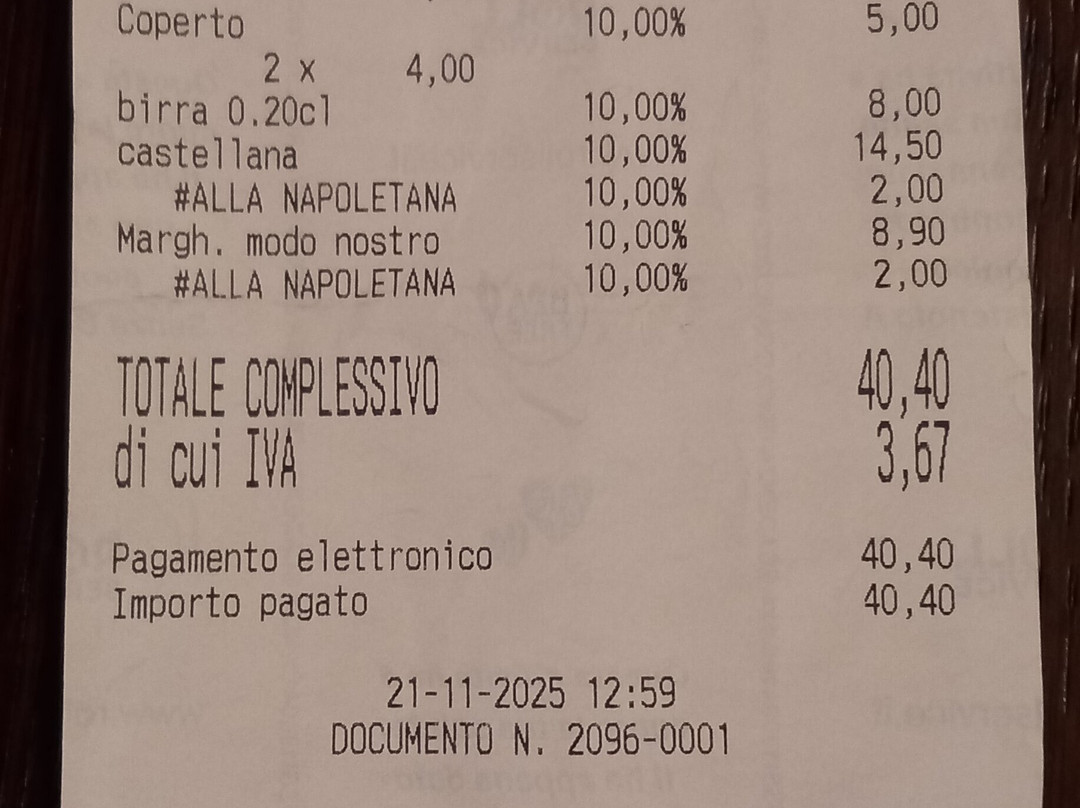 Coperto 10,00% 5,00
2 x 4,00
birra 0.20cl 10,00% 8,00
castellana 10,00% 14,50
#ALLA NAPOLETANA 10,00% 2,00
Margh. modo nostro 10,00% 8,90
#ALLA NAPOLETANA 10,00% 2,00
TOTALE COMPLESSIVO 40,40
di cui IVA 3,67
Pagamento elettronico 40,40
Importo pagato 40,40
21-11-2025 12:59
DOCUMENTO N. 2096-0001